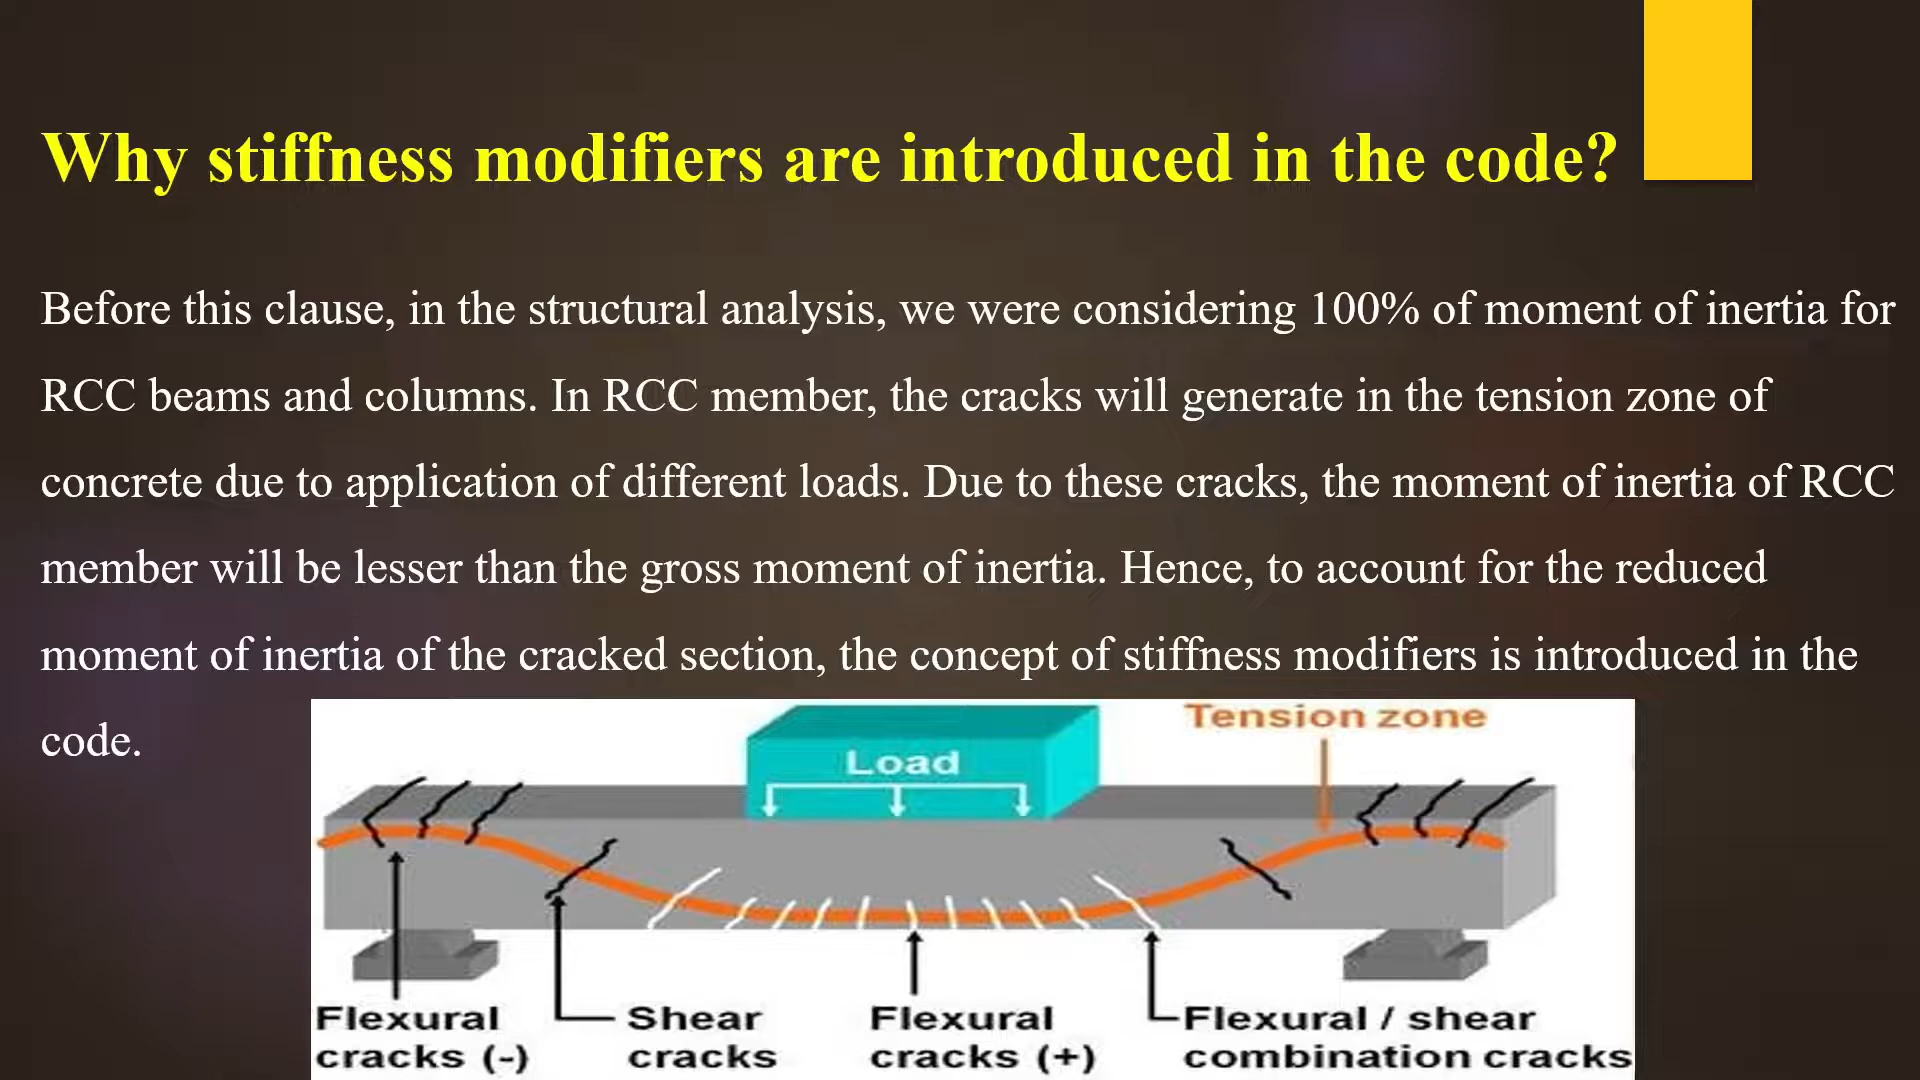 Why stiffness modifiers are introduced in the code?
Before this clause, in the structural analysis, we were considering 100% of moment of inertia for
RCC beams and columns. In RCC member, the cracks will generate in the tension zone of
concrete due to application of different loads. Due to these cracks, the moment of inertia of RCC
member will be lesser than the gross moment of inertia. Hence, to account for the reduced
moment of inertia of the cracked section, the concept of stiffness modifiers is introduced in the
code.
Tension zone
Load
Flexural
cracks (-)
Shear
cracks
Flexural
cracks (+)
Flexural / shear
combination cracks